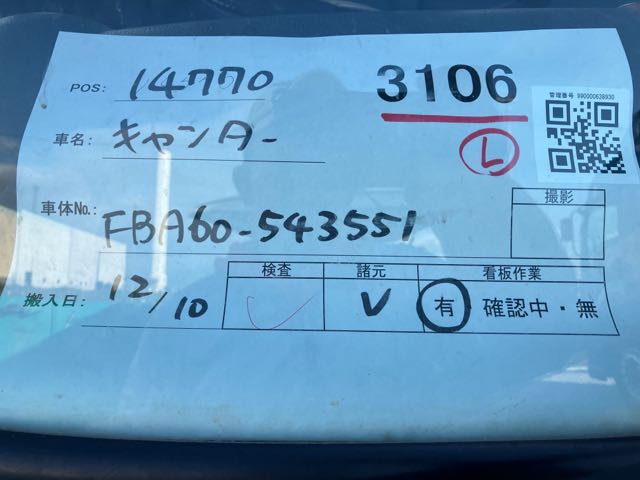 POS: 14770
3106
管理番号 990000638930
車名: キャンター
L
車体No.: FBA60-543551
撮影
搬入日: 12/10
検査 諸元 看板作業
✓ V 有 確認中・無